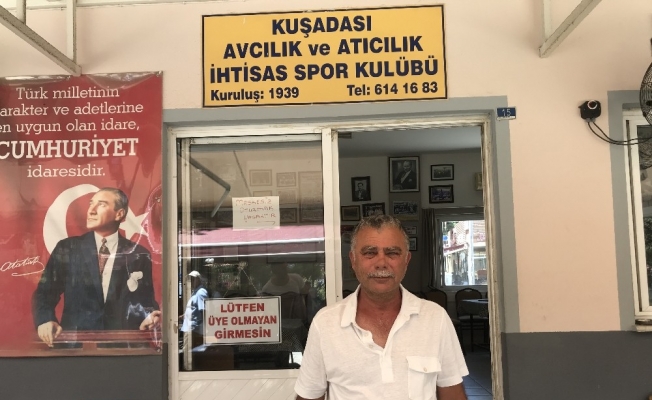 KUŞADASI
AVCILIK ve ATICILIK
İHTİSAS SPOR KULÜBÜ
Kuruluş: 1939 Tel: 614 16 83
15
Türk milletinin
karakter ve adetlerine
en uygun olan idare,
CUMHURİYET
idaresidir.
LÜTFEN
ÜYE OLMAYAN
GİRMESİN